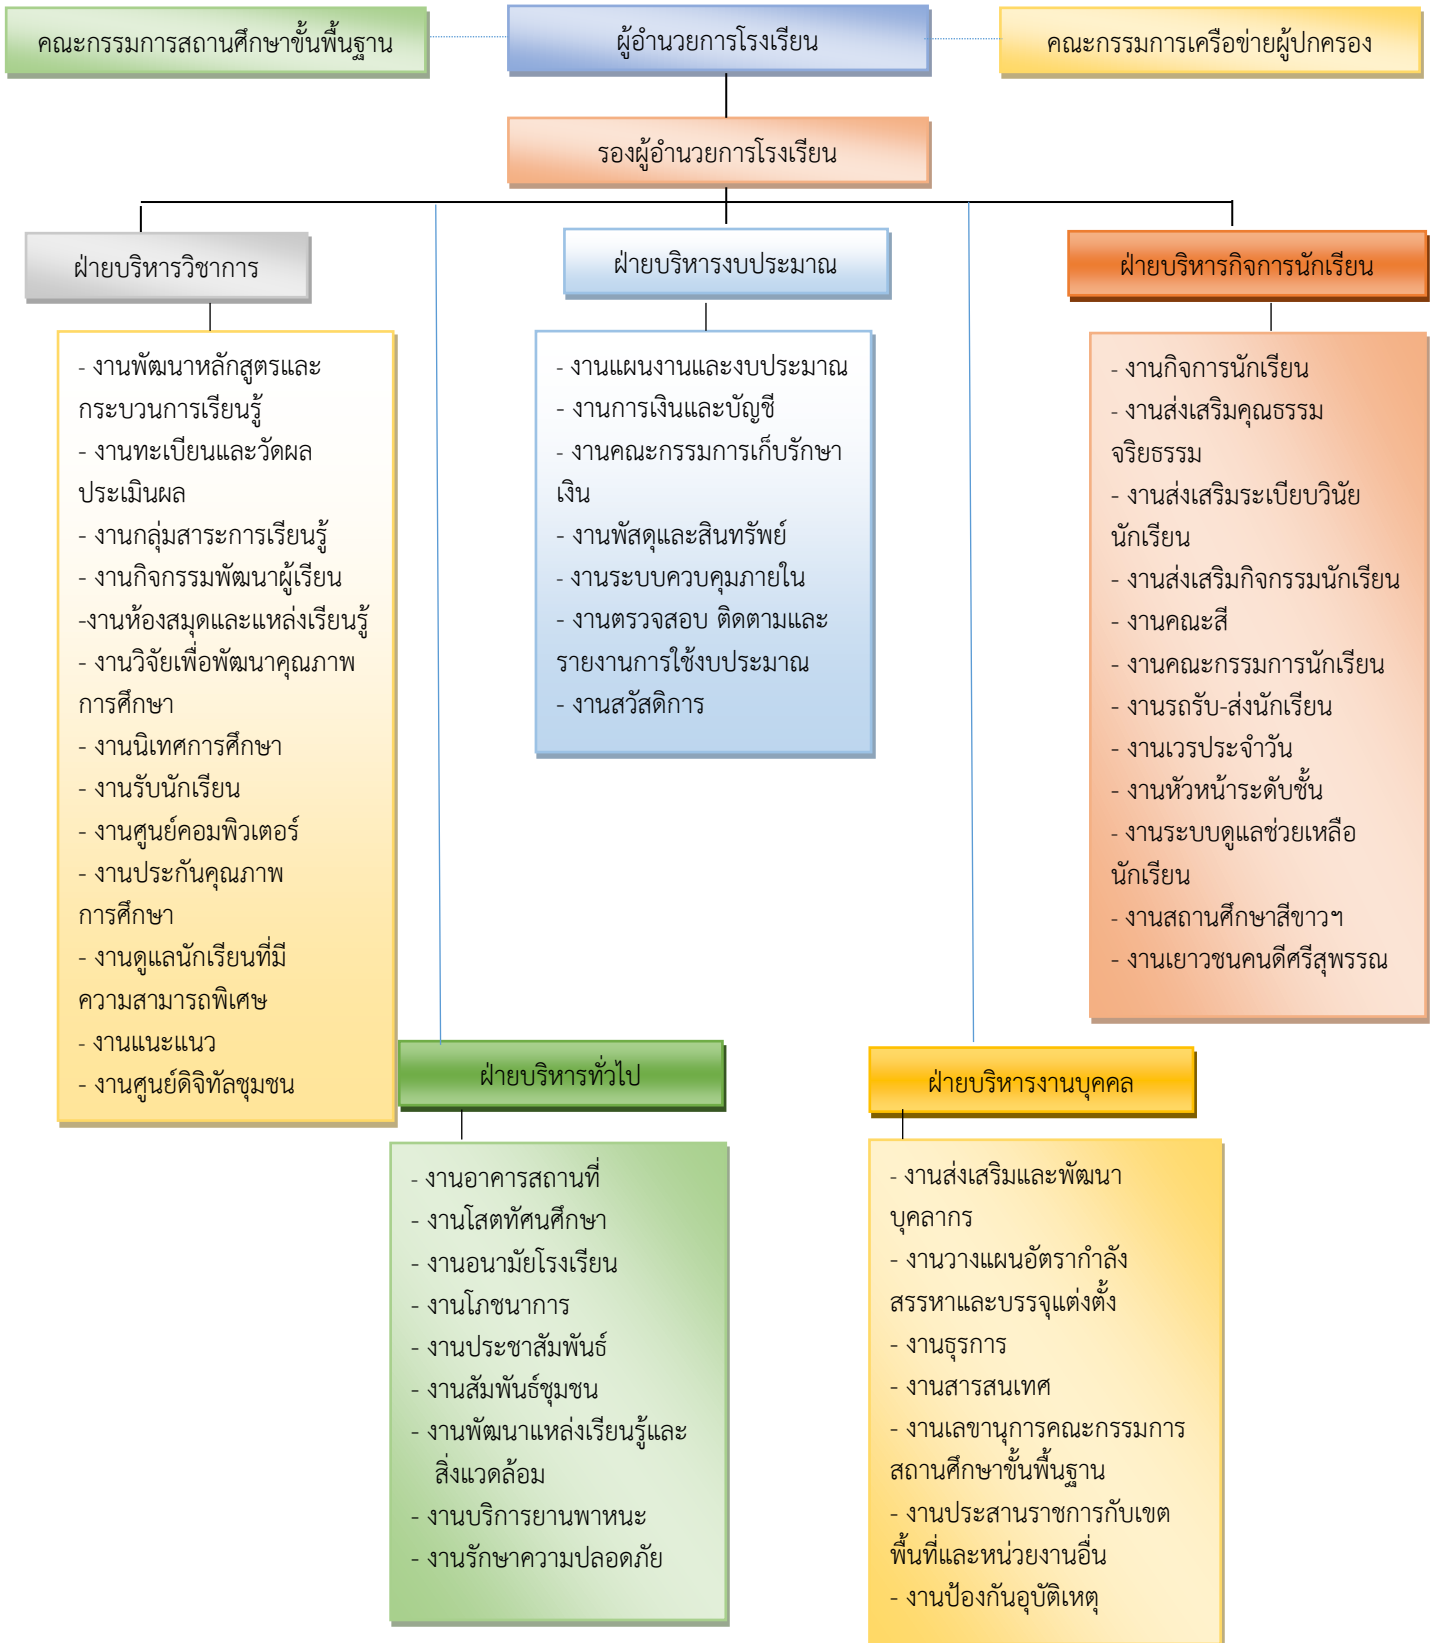 คณะกรรมการสถานศึกษาขั้นพื้นฐาน
ผู้อำนวยการโรงเรียน
คณะกรรมการเครือข่ายผู้ปกครอง
รองผู้อำนวยการโรงเรียน
ฝ่ายบริหารวิชาการ
ฝ่ายบริหารงบประมาณ
ฝ่ายบริหารกิจการนักเรียน
- งานพัฒนาหลักสูตรและ
กระบวนการเรียนรู้
- งานทะเบียนและวัดผล
ประเมินผล
- งานกลุ่มสาระการเรียนรู้
- งานกิจกรรมพัฒนาผู้เรียน
-งานห้องสมุดและแหล่งเรียนรู้
- งานวิจัยเพื่อพัฒนาคุณภาพ
การศึกษา
- งานนิเทศการศึกษา
- งานรับนักเรียน
- งานศูนย์คอมพิวเตอร์
- งานประกันคุณภาพ
การศึกษา
- งานดูแลนักเรียนที่มี
ความสามารถพิเศษ
- งานแนะแนว
- งานศูนย์ดิจิทัลชุมชน
- งานแผนงานและงบประมาณ
- งานการเงินและบัญชี
- งานคณะกรรมการเก็บรักษา
เงิน
- งานพัสดุและสินทรัพย์
- งานระบบควบคุมภายใน
- งานตรวจสอบ ติดตามและ
รายงานการใช้งบประมาณ
- งานสวัสดิการ
- งานกิจการนักเรียน
- งานส่งเสริมคุณธรรม
จริยธรรม
- งานส่งเสริมระเบียบวินัย
นักเรียน
- งานส่งเสริมกิจกรรมนักเรียน
- งานคณะสี
- งานคณะกรรมการนักเรียน
- งานรถรับ-ส่งนักเรียน
- งานเวรประจำวัน
- งานหัวหน้าระดับชั้น
- งานระบบดูแลช่วยเหลือ
นักเรียน
- งานสถานศึกษาสีขาวฯ
- งานเยาวชนคนดีศรีสุพรรณ
ฝ่ายบริหารทั่วไป
ฝ่ายบริหารงานบุคคล
- งานอาคารสถานที่
- งานโสตทัศนศึกษา
- งานอนามัยโรงเรียน
- งานโภชนาการ
- งานประชาสัมพันธ์
- งานสัมพันธ์ชุมชน
- งานพัฒนาแหล่งเรียนรู้และ
สิ่งแวดล้อม
- งานบริการยานพาหนะ
- งานรักษาความปลอดภัย
- งานส่งเสริมและพัฒนา
บุคลากร
- งานวางแผนอัตรากำลัง
สรรหาและบรรจุแต่งตั้ง
- งานธุรการ
- งานสารสนเทศ
- งานเลขานุการคณะกรรมการ
สถานศึกษาขั้นพื้นฐาน
- งานประสานราชการกับเขต
พื้นที่และหน่วยงานอื่น
- งานป้องกันอุบัติเหตุ